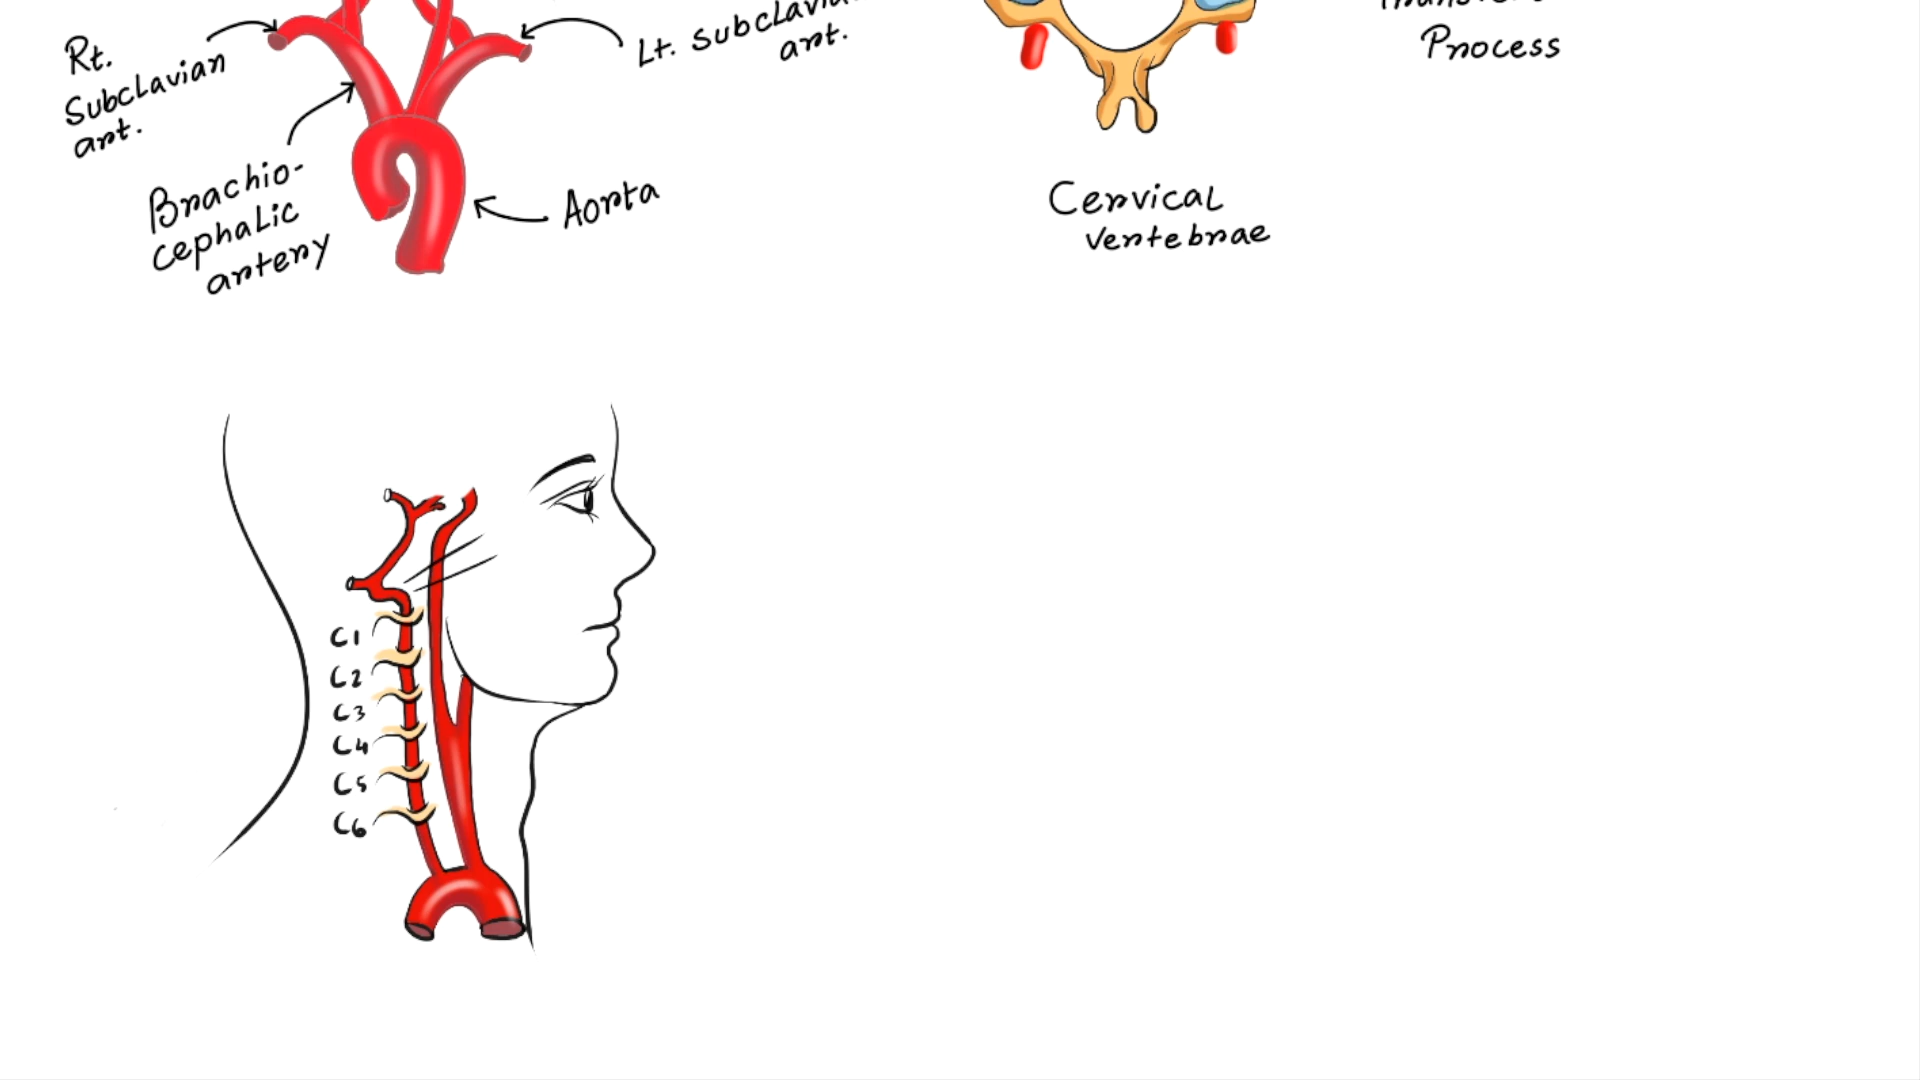 Rt.
Subclavian
art.
Lt. Subclavian
art.
Process
Brachio-
cephalic
artery
Aorta
Cervical
Vertebrae
C1
C2
C3
C4
C5
C6